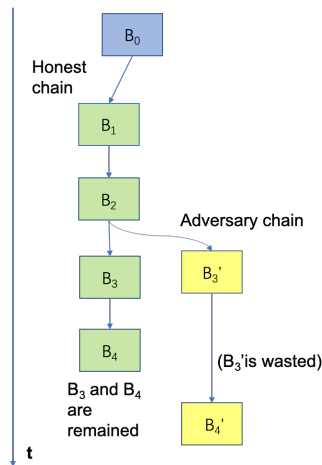 B₀
Honest
chain
B₁
B₂
Adversary chain
B₃
B₃'
B₄
(B₃'is wasted)
B₃ and B₄
are
remained
B₄'
t